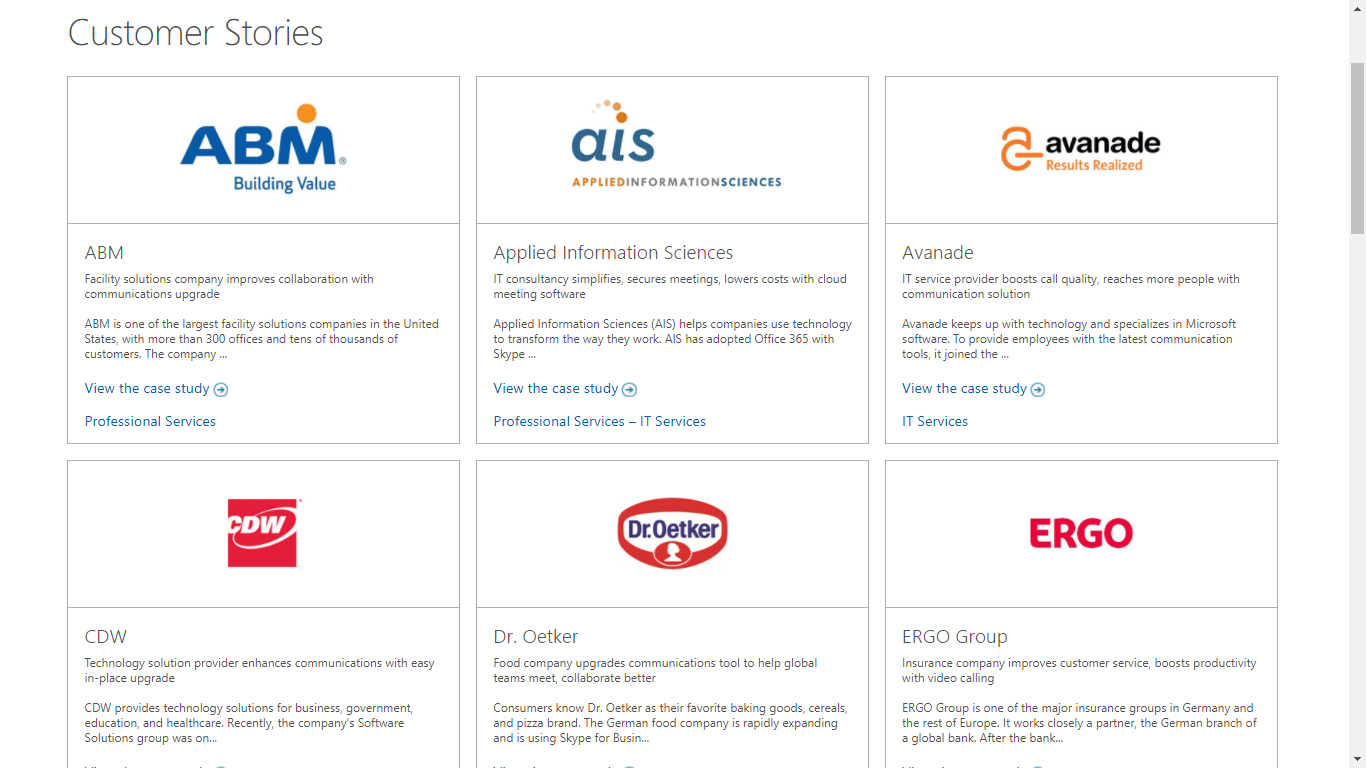 Customer Stories
ABM
Building Value
ais
APPLIEDINFORMATIONSCIENCES
avanade
Results Realized
ABM
Facility solutions company improves collaboration with
communications upgrade
ABM is one of the largest facility solutions companies in the United
States, with more than 300 offices and tens of thousands of
customers. The company ...
View the case study
Professional Services
Applied Information Sciences
IT consultancy simplifies, secures meetings, lowers costs with cloud
meeting software
Applied Information Sciences (AIS) helps companies use technology
to transform the way they work. AIS has adopted Office 365 with
Skype ...
View the case study
Professional Services – IT Services
Avanade
IT service provider boosts call quality, reaches more people with
communication solution
Avanade keeps up with technology and specializes in Microsoft
software. To provide employees with the latest communication
tools, it joined the ...
View the case study
IT Services
CDW
Dr.Oetker
ERGO
CDW
Technology solution provider enhances communications with easy
in-place upgrade
CDW provides technology solutions for business, government,
education, and healthcare. Recently, the company's Software
Solutions group was on...
Dr. Oetker
Food company upgrades communications tool to help global
teams meet, collaborate better
Consumers know Dr. Oetker as their favorite baking goods, cereals,
and pizza brand. The German food company is rapidly expanding
and is using Skype for Busin...
ERGO Group
Insurance company improves customer service, boosts productivity
with video calling
ERGO Group is one of the major insurance groups in Germany and
the rest of Europe. It works closely a partner, the German branch of
a global bank. After the bank...